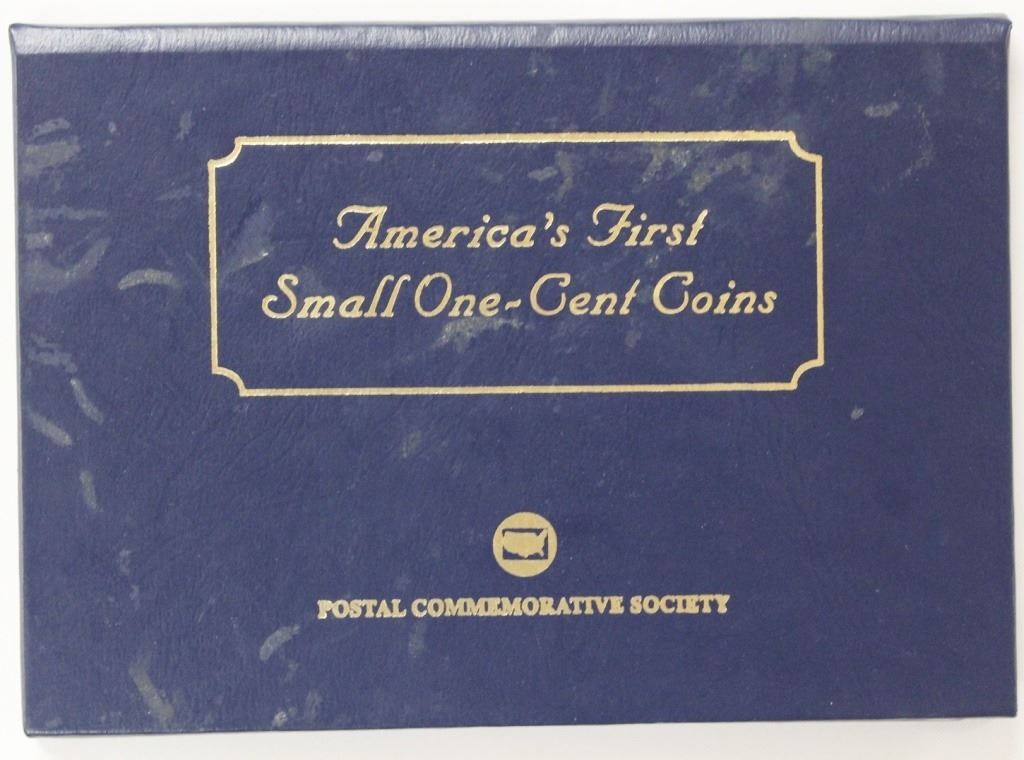 America's First
Small One-Cent Coins
POSTAL COMMEMORATIVE SOCIETY